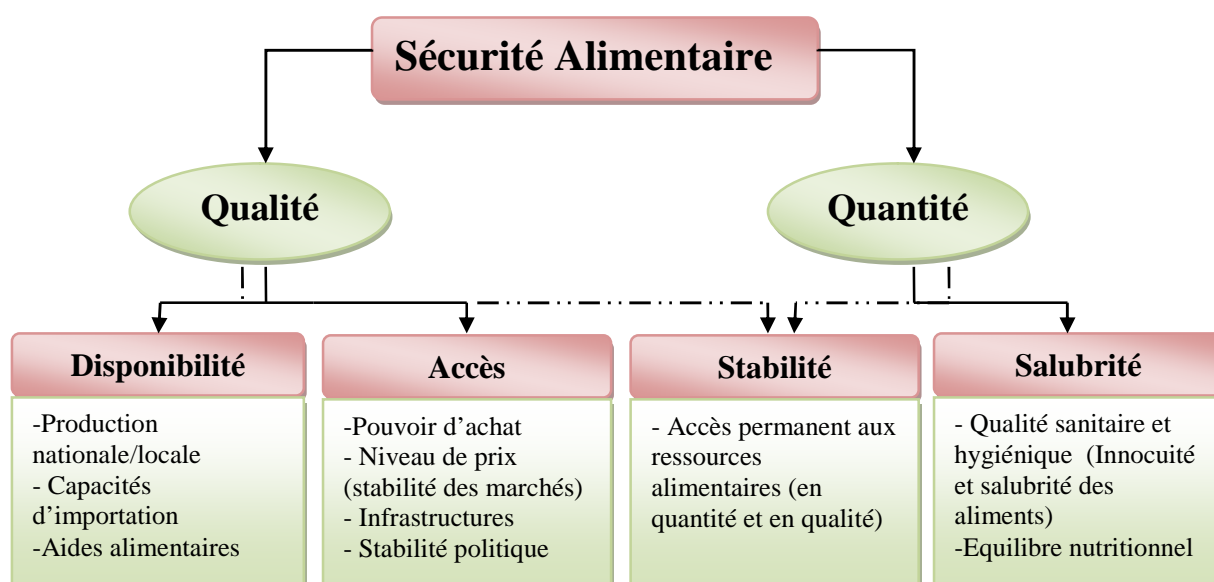 Sécurité Alimentaire
Qualité
Quantité
Disponibilité
-Production
nationale/locale
- Capacités
d’importation
-Aides alimentaires
Accès
-Pouvoir d’achat
- Niveau de prix
(stabilité des marchés)
- Infrastructures
- Stabilité politique
Stabilité
- Accès permanent aux
ressources
alimentaires (en
quantité et en qualité)
Salubrité
- Qualité sanitaire et
hygiénique (Innocuité
et salubrité des
aliments)
-Equilibre nutritionnel